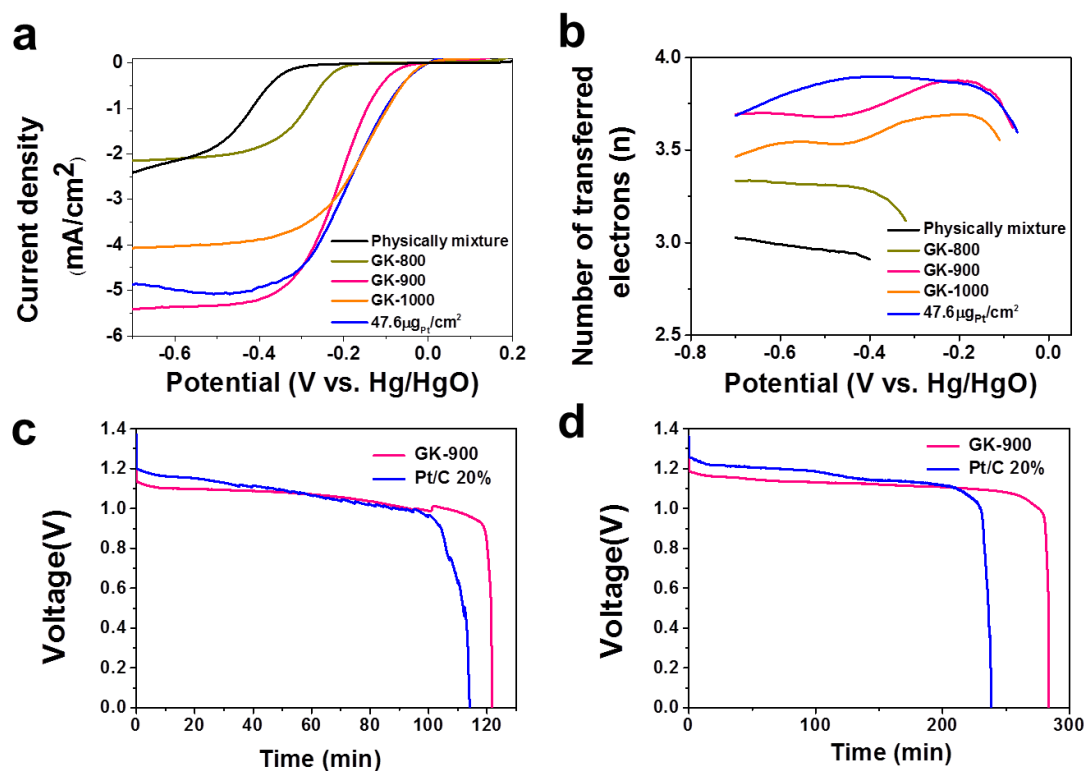 a
0
-1
-2
-3
-4
-5
-6
-0.6
-0.4
-0.2
0.0
0.2
Current density
(mA/cm2)
Potential (V vs. Hg/HgO)
Physically mixture
GK-800
GK-900
GK-1000
47.6μgPt/cm²
b
4.0
3.5
3.0
2.5
-0.8
-0.6
-0.4
-0.2
0.0
Number of transferred
electrons (n)
Potential (V vs. Hg/HgO)
Physically mixture
GK-800
GK-900
GK-1000
47.6μgPt/cm²
c
1.4
1.2
1.0
0.8
0.6
0.4
0.2
0.0
0
20
40
60
80
100
120
Voltage(V)
Time (min)
GK-900
Pt/C 20%
d
1.4
1.2
1.0
0.8
0.6
0.4
0.2
0.0
0
100
200
300
Voltage(V)
Time (min)
GK-900
Pt/C 20%